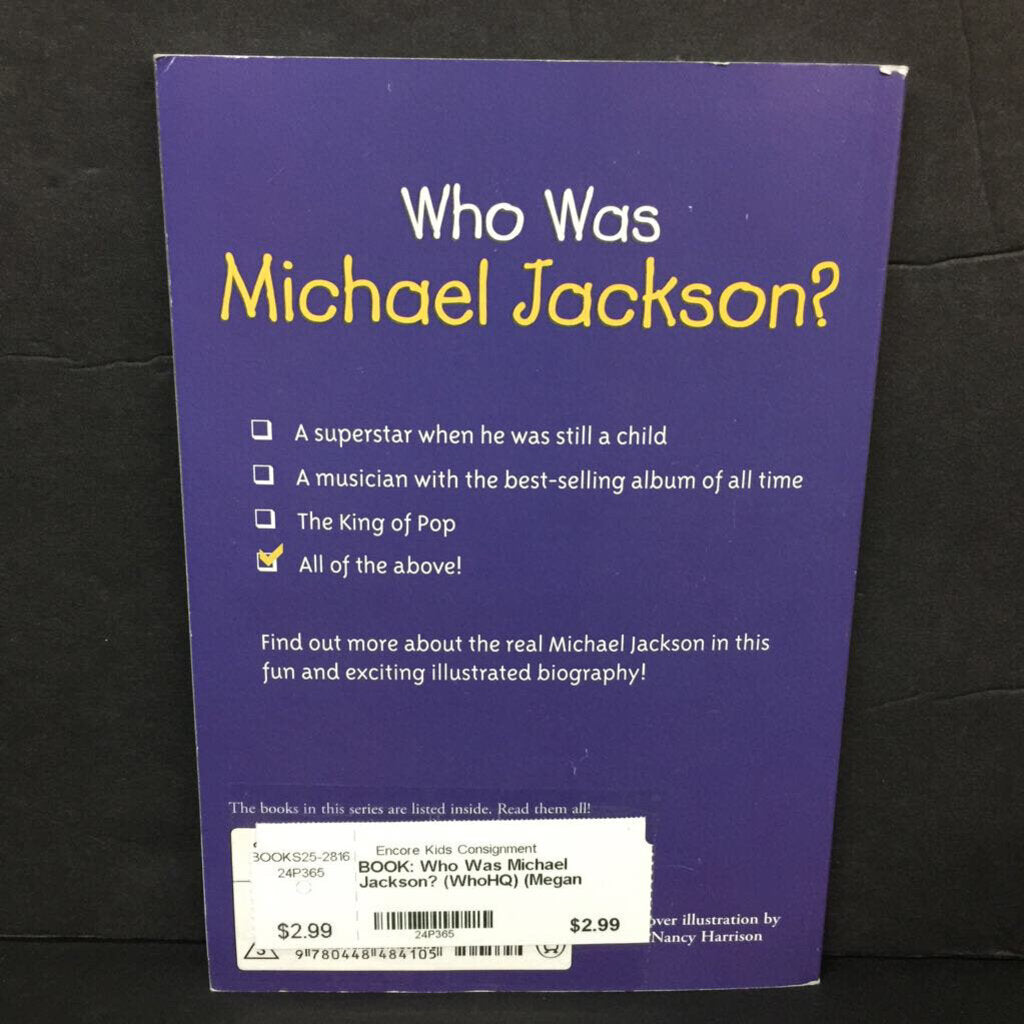 Who Was
Michael Jackson?
A superstar when he was still a child
A musician with the best-selling album of all time
The King of Pop
All of the above!
Find out more about the real Michael Jackson in this
fun and exciting illustrated biography!
The books in this series are listed inside. Read them all!
BOOKS25-2816
24P365
$2.99
Encore Kids Consignment
BOOK: Who Was Michael
Jackson? (WhoHQ) (Megan
24P365
$2.99
over illustration by
Nancy Harrison
9 780448 484105